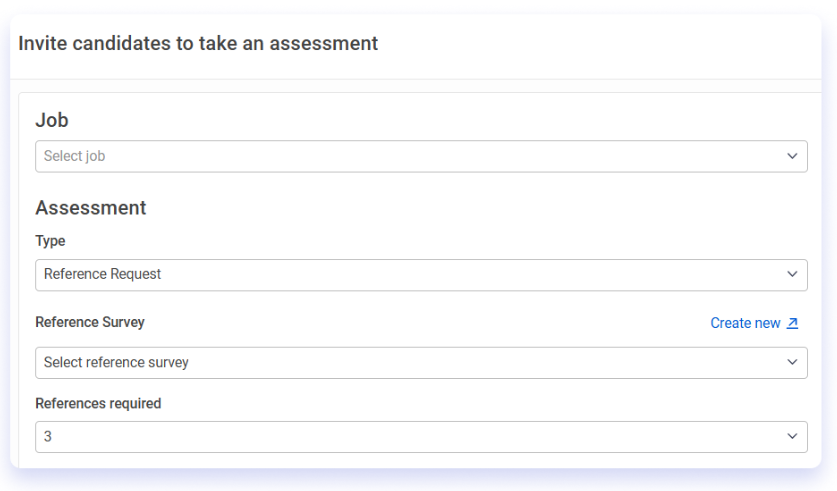 Invite candidates to take an assessment
Job
Select job
Assessment
Type
Reference Request
Reference Survey
Create new
Select reference survey
References required
3